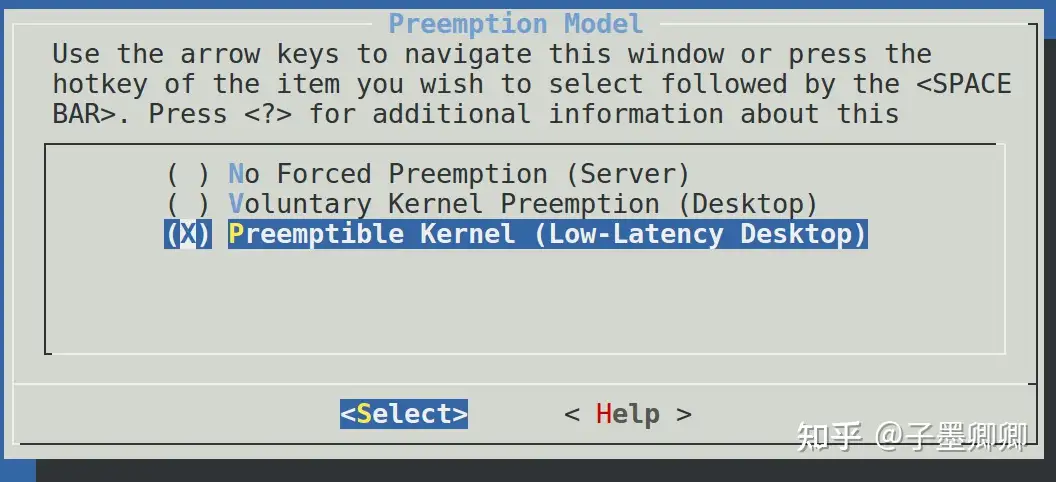 Preemption Model
Use the arrow keys to navigate this window or press the
hotkey of the item you wish to select followed by the <SPACE
BAR>. Press <?> for additional information about this
( ) No Forced Preemption (Server)
( ) Voluntary Kernel Preemption (Desktop)
(X) Preemptible Kernel (Low-Latency Desktop)
<Select> < Help >
知乎 @子墨卿卿